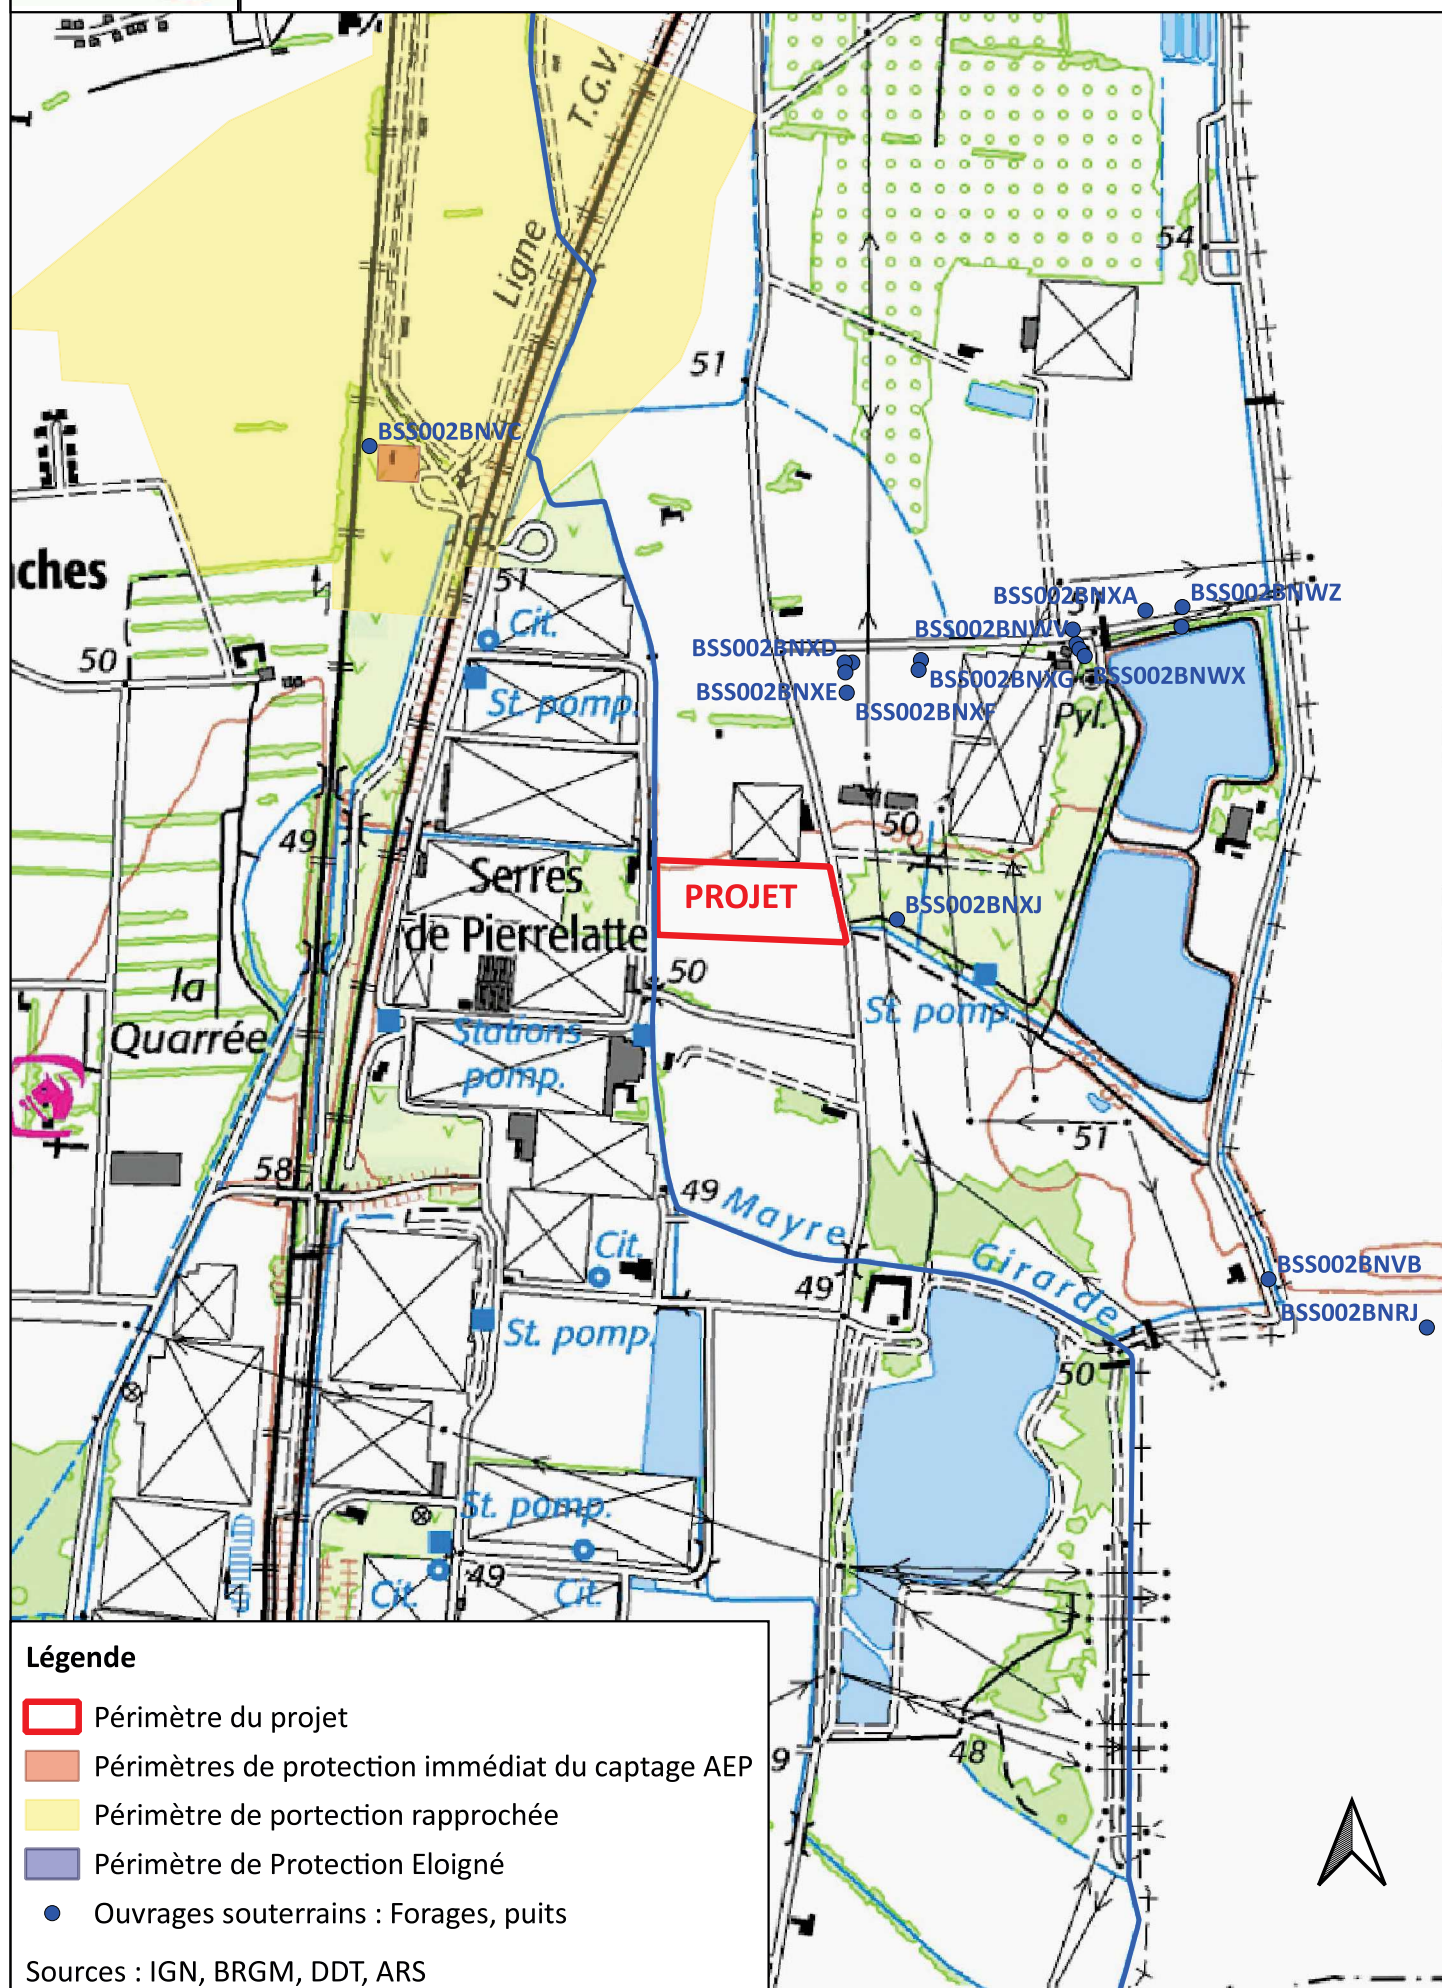 T.G.V.
Ligne
54
51
BSS002BNVC
ches
51
Cit.
50
St. pomp.
BSS002BNXA
BSS002BNWZ
51
BSS002BNWV
BSS002BNXD
BSS002BNXG
BSS002BNWX
BSS002BNXE
BSS002BNXF
Pyl.
49
50
Serres
de Pierrelatte
PROJET
BSS002BNXJ
50
la
Quarrée
St. pomp.
Stations
pomp.
51
58
49
Mayre
Girarde
Cit.
49
BSS002BNVB
BSS002BNRJ
St. pomp.
50
St. pomp.
Cit.
49
Cit.
9
48
Légende
Périmètre du projet
Périmètres de protection immédiat du captage AEP
Périmètre de portection rapprochée
Périmètre de Protection Eloigné
Ouvrages souterrains : Forages, puits
Sources : IGN, BRGM, DDT, ARS